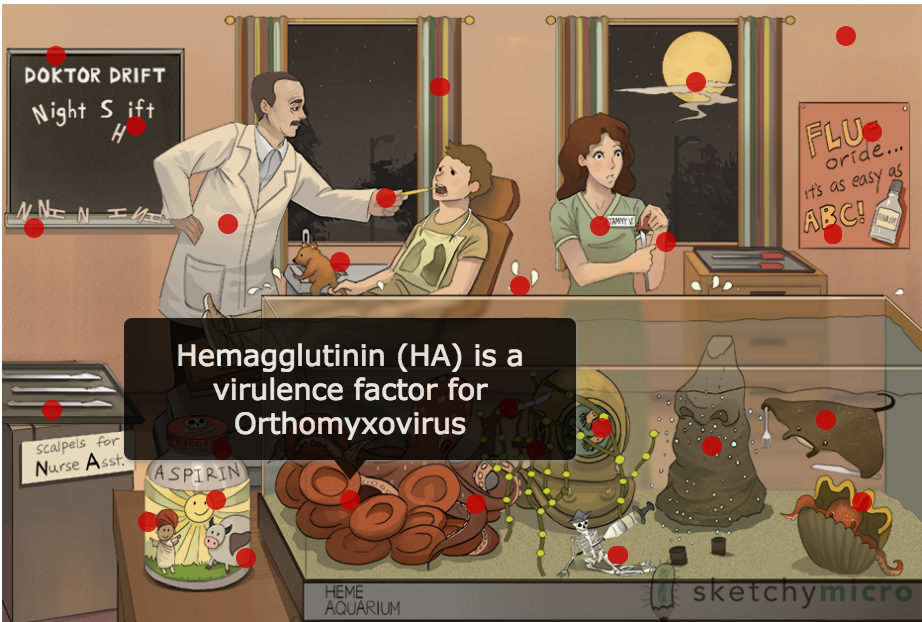 DOKTOR DRIFT
Night S ift
H
N N H N H N H
FLU
oride...
it's as easy as
ABC!
TAMMY V.
Hemagglutinin (HA) is a
virulence factor for
Orthomyxovirus
scalpels for
Nurse Asst.
ASPIRIN
HEME
AQUARIUM
sketchymicro